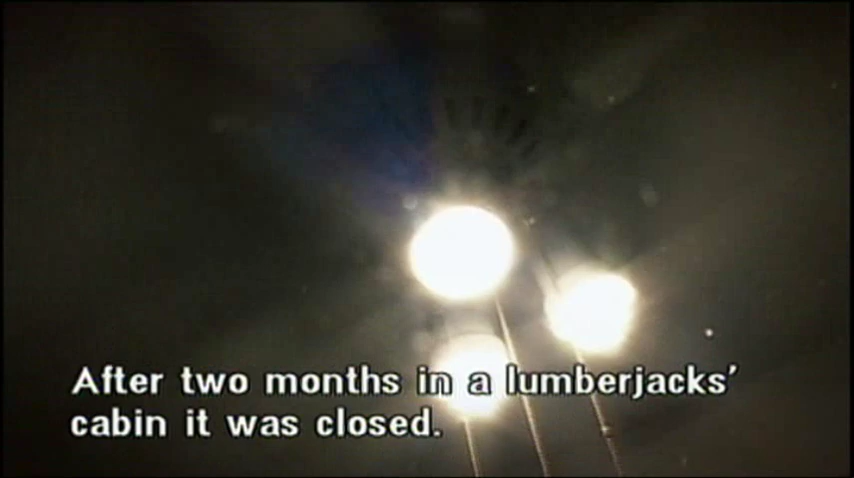 After two months in a lumberjacks'
cabin it was closed.